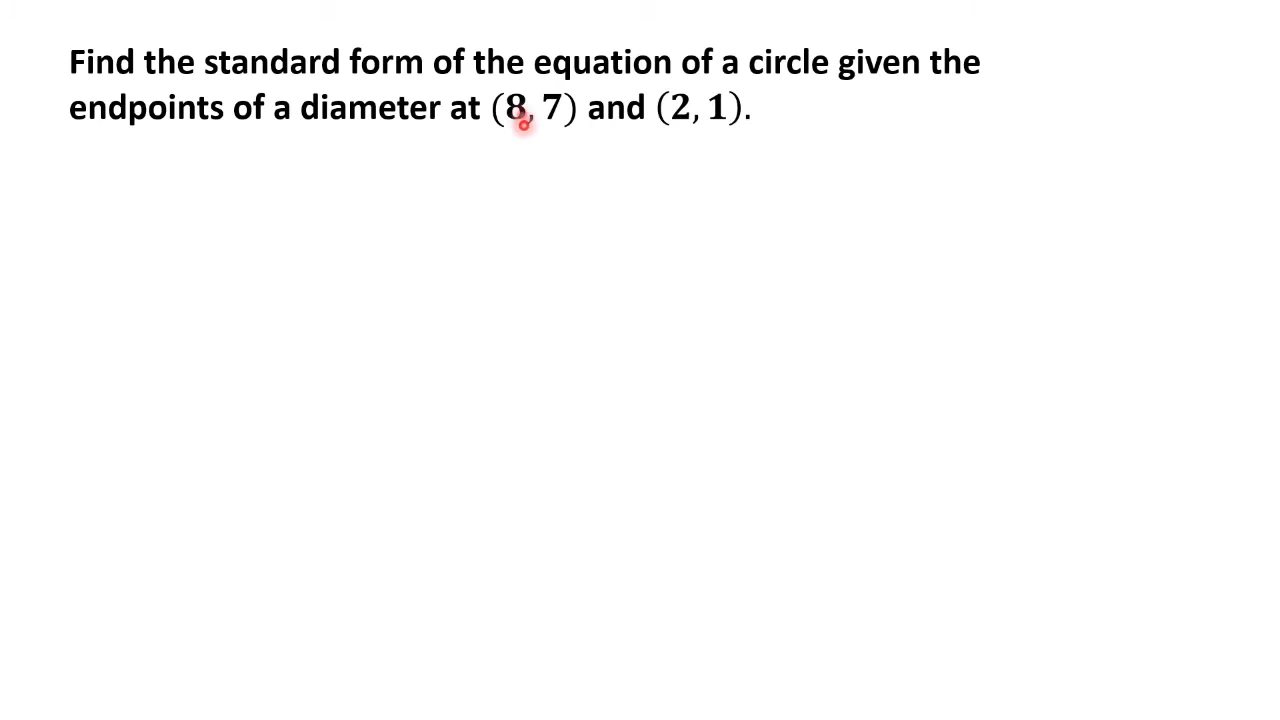 Find the standard form of the equation of a circle given the
endpoints of a diameter at (8, 7) and (2, 1).